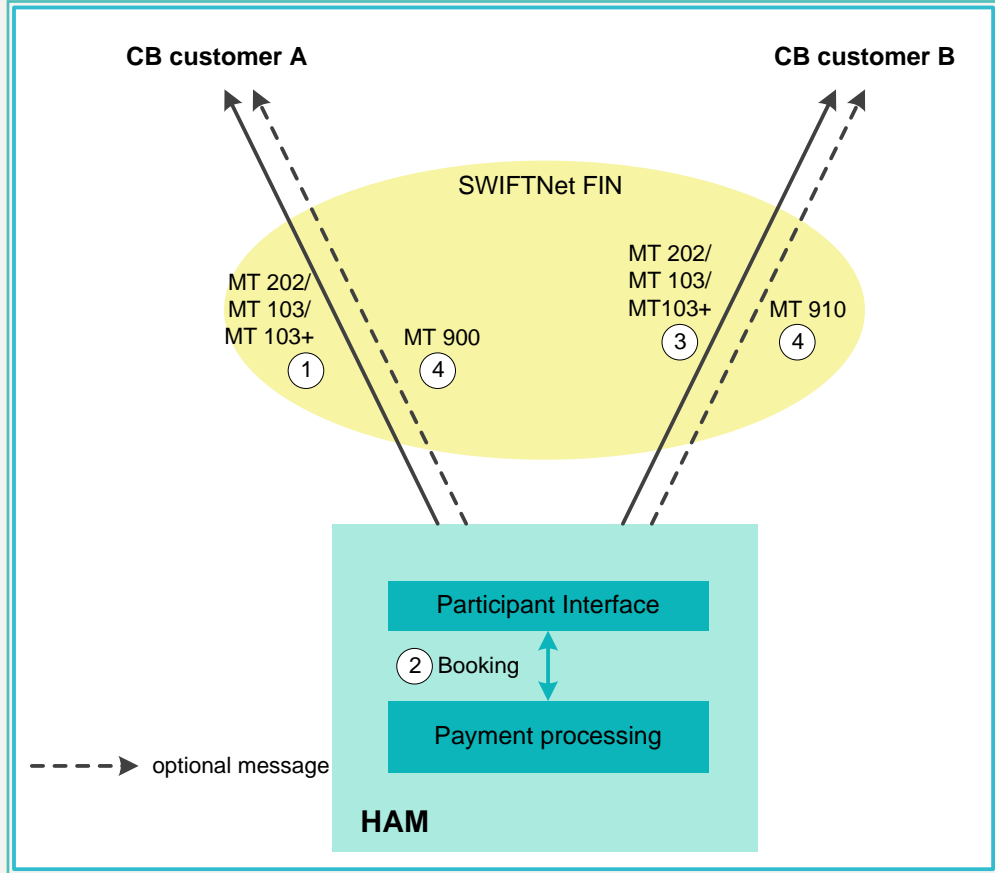 CB customer A
CB customer B
SWIFTNet FIN
MT 202/
MT 103/
MT 103+
1
MT 900
4
MT 202/
MT 103/
MT103+
3
MT 910
4
Participant Interface
2 Booking
Payment processing
optional message
HAM